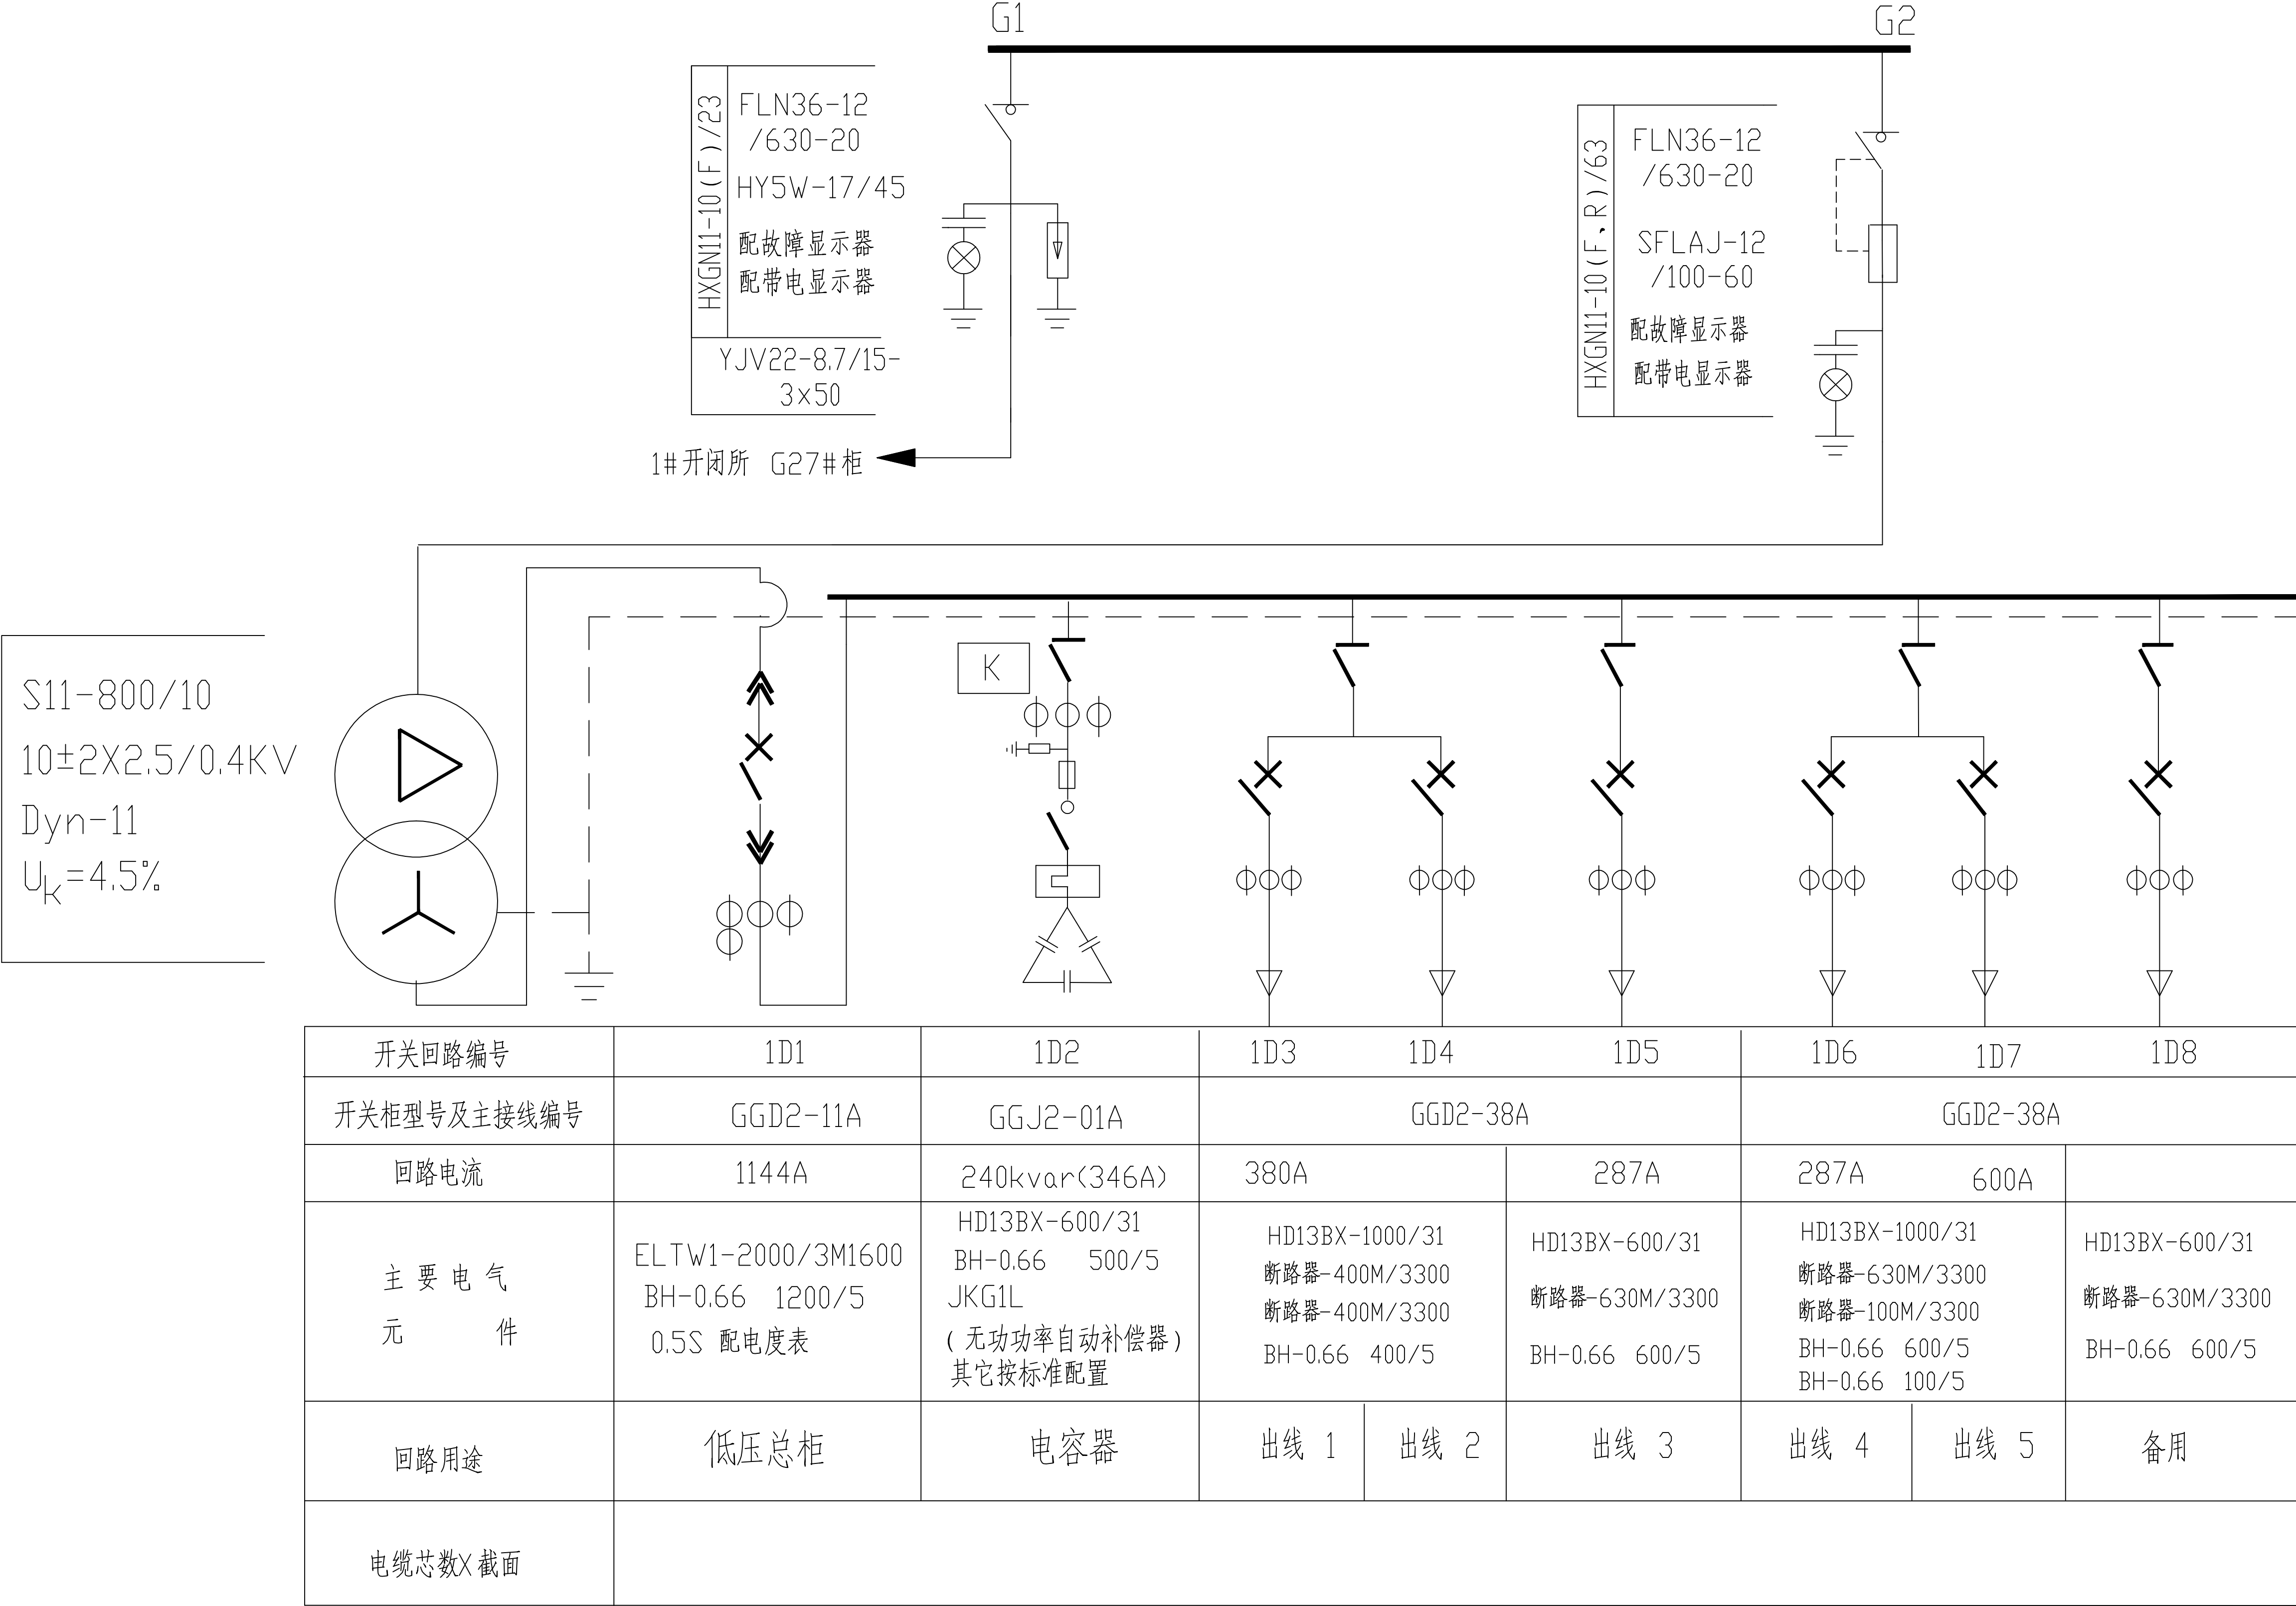 G1
G2
HXGN11-10(F)/23
FLN36-12
/630-20
HY5W-17/45
配故障显示器
配带电显示器
YJV22-8.7/15-
3×50
1#开闭所 G27#柜
HXGN11-10(F、R)/63
FLN36-12
/630-20
SFLAJ-12
/100-60
配故障显示器
配带电显示器
S11-800/10
10±2X2.5/0.4KV
Dyn-11
Uk=4.5%
K
开关回路编号 1D1 1D2 1D3 1D4 1D5 1D6 1D7 1D8
开关柜型号及主接线编号 GGD2-11A GGJ2-01A GGD2-38A GGD2-38A
回路电流 1144A 240kvar(346A) 380A 287A 287A 600A
主要电气
元 件
ELTW1-2000/3M1600
BH-0.66 1200/5
0.5S 配电度表
HD13BX-600/31
BH-0.66 500/5
JKG1L
(无功功率自动补偿器)
其它按标准配置
HD13BX-1000/31
断路器-400M/3300
断路器-400M/3300
BH-0.66 400/5
HD13BX-600/31
断路器-630M/3300
BH-0.66 600/5
HD13BX-1000/31
断路器-630M/3300
断路器-100M/3300
BH-0.66 600/5
BH-0.66 100/5
HD13BX-600/31
断路器-630M/3300
BH-0.66 600/5
回路用途 低压总柜 电容器 出线 1 出线 2 出线 3 出线 4 出线 5 备用
电缆芯数X截面